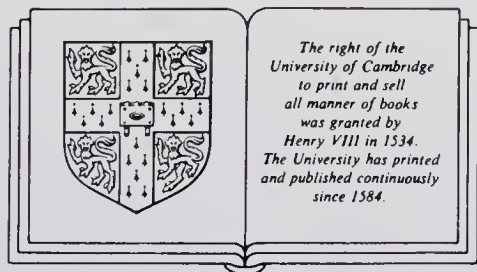 The right of the
University of Cambridge
to print and sell
all manner of books
was granted by
Henry VIII in 1534.
The University has printed
and published continuously
since 1584.